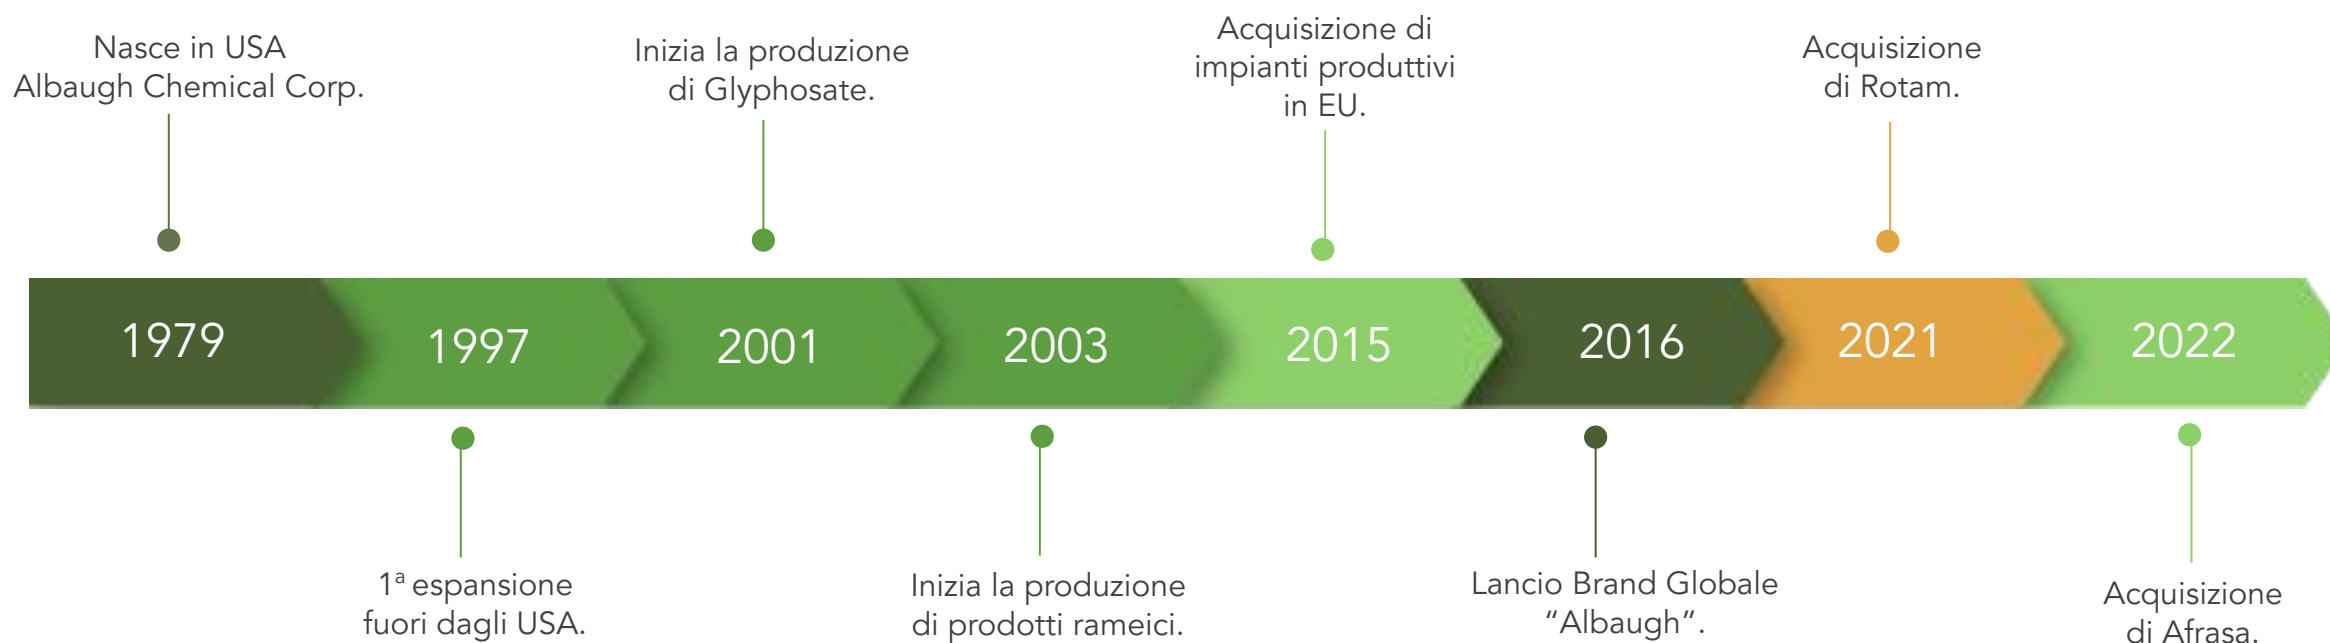 Nasce in USA
Albaugh Chemical Corp.
Inizia la produzione
di Glyphosate.
Acquisizione di
impianti produttivi
in EU.
Acquisizione
di Rotam.
1979
1997
2001
2003
2015
2016
2021
2022
1ª espansione
fuori dagli USA.
Inizia la produzione
di prodotti rameici.
Lancio Brand Globale
“Albaugh”.
Acquisizione
di Afrasa.